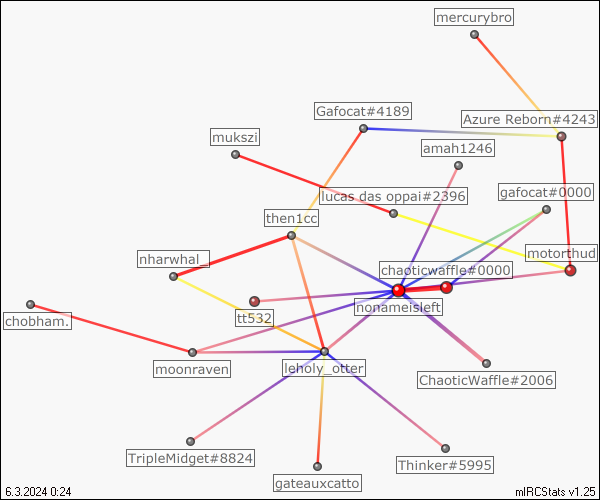 mercurybro
Gafocat#4189
Azure Reborn#4243
mukszi
amah1246
lucas das oppai#2396
gafocat#0000
then1cc
nharwhal_
motorthud
chaoticwaffle#0000
nonameisleft
chobham.
tt532
moonraven
leholy_otter
ChaoticWaffle#2006
TripleMidget#8824
Thinker#5995
gateauxcatto
6.3.2024 0:24
mIRCStats v1.25